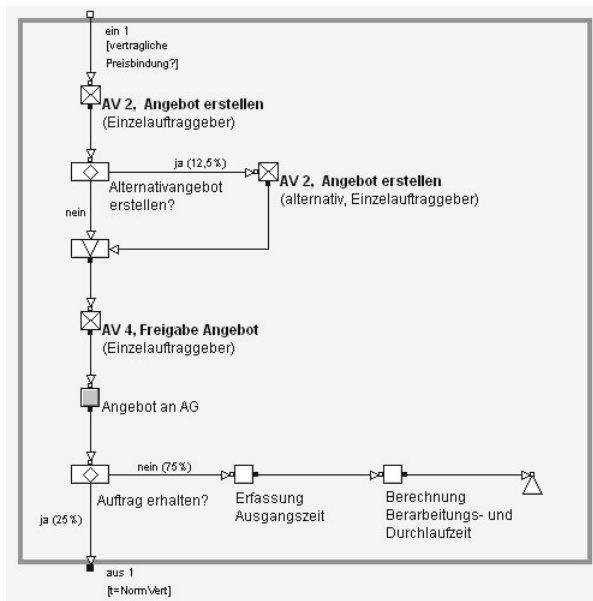 ein 1
[vertragliche
Preisbindung?]
AV 2, Angebot erstellen
(Einzelauftraggeber)
ja (12,5%)
Alternativangebot
erstellen?
AV 2, Angebot erstellen
(alternativ, Einzelauftraggeber)
nein
AV 4, Freigabe Angebot
(Einzelauftraggeber)
Angebot an AG
nein (75%)
Auftrag erhalten?
Erfassung
Ausgangszeit
Berechnung
Berarbeitungs- und
Durchlaufzeit
ja (25%)
aus 1
[t=NormVert]